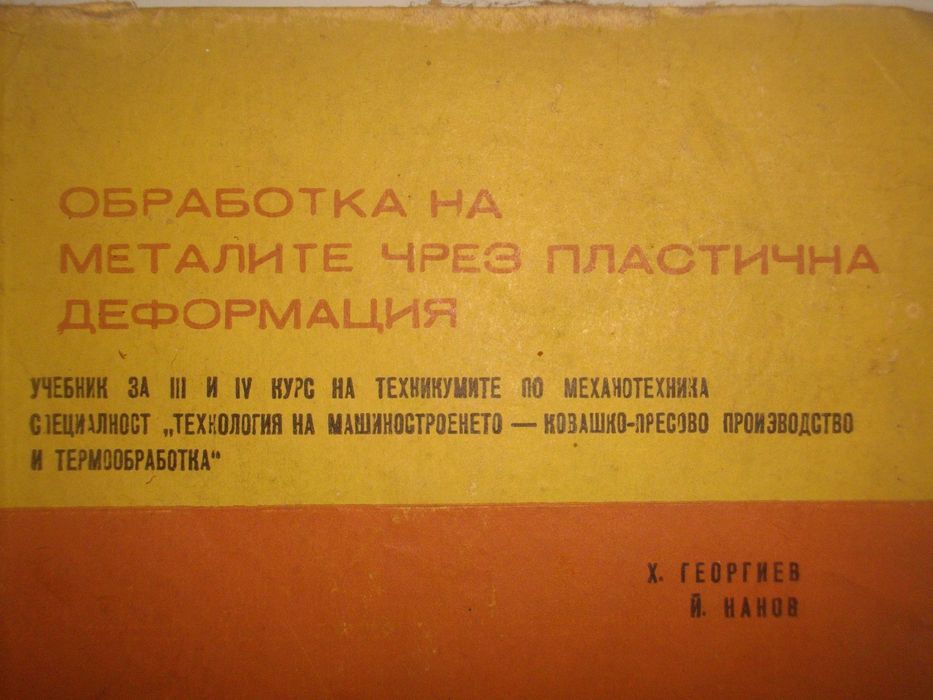 ОБРАБОТКА НА
МЕТАЛИТЕ ЧРЕЗ ПЛАСТИЧНА
ДЕФОРМАЦИЯ
УЧЕБНИК ЗА III И IV КУРС НА ТЕХНИКУМИТЕ ПО МЕХАНОТЕХНИКА
СПЕЦИАЛНОСТ „ТЕХНОЛОГИЯ НА МАШИНОСТРОЕНЕТО — КОВАШКО-ПРЕСОВО ПРОИЗВОДСТВО
И ТЕРМООБРАБОТКА“
Х. ГЕОРГИЕВ
Й. НАНОВ